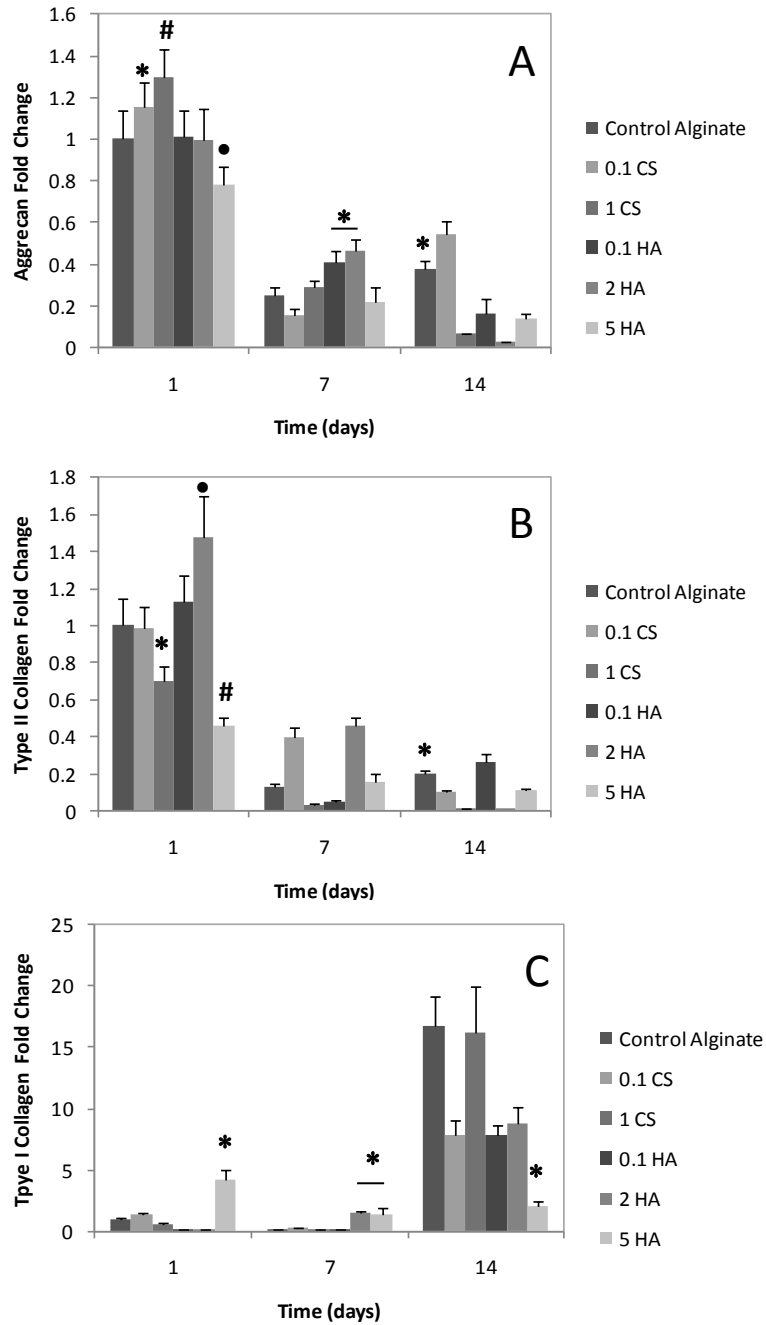 1.6
1.4
1.2
1
0.8
0.6
0.4
0.2
0
Aggrecan Fold Change
* # • * *
A
1 7 14
Time (days)
Control Alginate
0.1 CS
1 CS
0.1 HA
2 HA
5 HA
1.8
1.6
1.4
1.2
1
0.8
0.6
0.4
0.2
0
Type II Collagen Fold Change
* • # *
B
1 7 14
Time (days)
Control Alginate
0.1 CS
1 CS
0.1 HA
2 HA
5 HA
25
20
15
10
5
0
Tpye I Collagen Fold Change
* * *
C
1 7 14
Time (days)
Control Alginate
0.1 CS
1 CS
0.1 HA
2 HA
5 HA